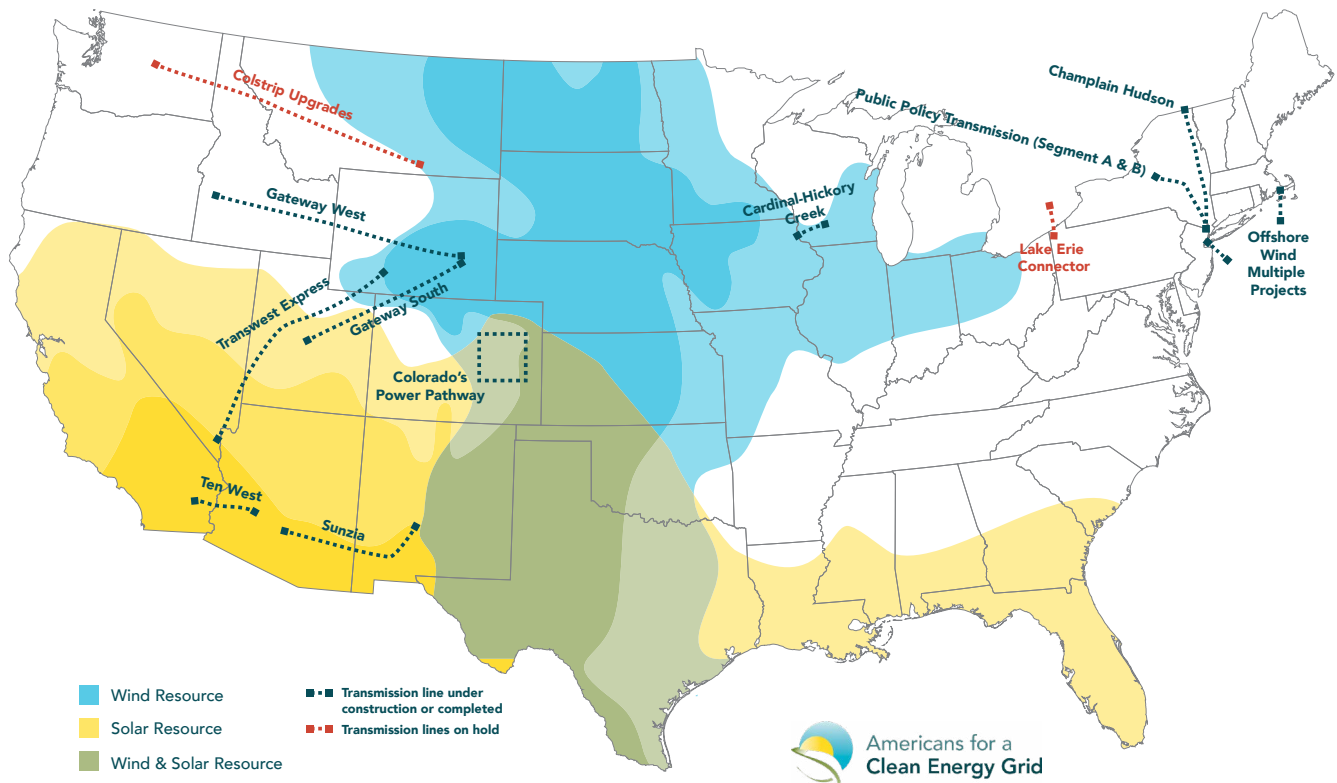 Colstrip Upgrades
Champlain Hudson
Public Policy Transmission (Segment A & B)
Gateway West
Cardinal-Hickory
Creek
Offshore
Wind
Multiple
Projects
Lake Erie
Connector
Transwest Express
Gateway South
Colorado's
Power Pathway
Ten West
Sunzia
Wind Resource
Solar Resource
Wind & Solar Resource
Transmission line under
construction or completed
Transmission lines on hold
Americans for a
Clean Energy Grid